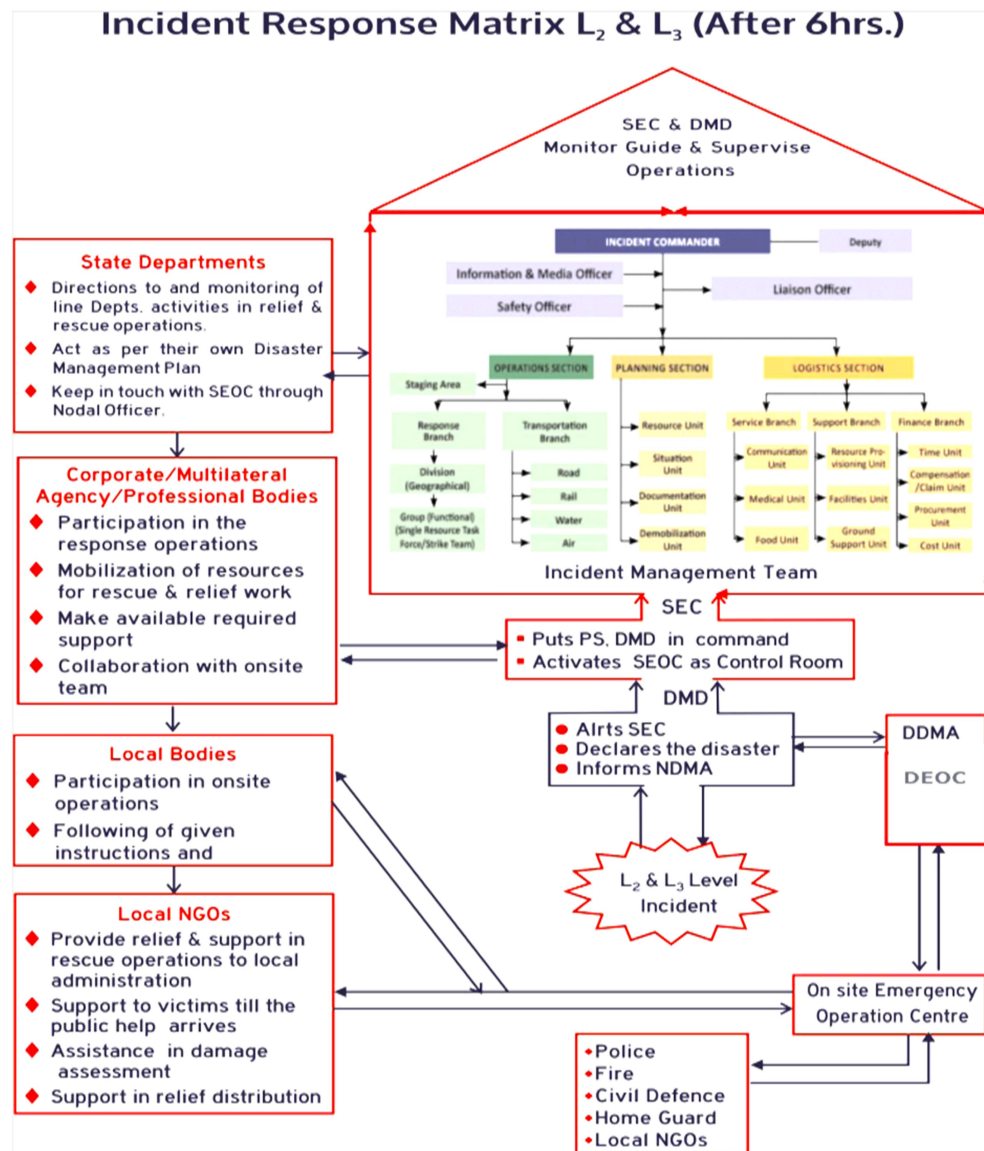 Incident Response Matrix L₂ & L₃ (After 6hrs.)
SEC & DMD
Monitor Guide & Supervise
Operations
State Departments
Directions to and monitoring of
line Depts. activities in relief &
rescue operations.
Act as per their own Disaster
Management Plan
Keep in touch with SEOC through
Nodal Officer.
Corporate/Multilateral
Agency/Professional Bodies
Participation in the
response operations
Mobilization of resources
for rescue & relief work
Make available required
support
Collaboration with onsite
team
Local Bodies
Participation in onsite
operations
Following of given
instructions and
Local NGOs
Provide relief & support in
rescue operations to local
administration
Support to victims till the
public help arrives
Assistance in damage
assessment
Support in relief distribution
INCIDENT COMMANDER
Deputy
Information & Media Officer
Liaison Officer
Safety Officer
OPERATIONS SECTION
Staging Area
Response
Branch
Division
(Geographical)
Group (Functional)
(Single Resource Task
Force/Strike Team)
Transportation
Branch
Road
Rail
Water
Air
PLANNING SECTION
Resource Unit
Situation
Unit
Documentation
Unit
Demobilization
Unit
LOGISTICS SECTION
Service Branch
Communication
Unit
Medical Unit
Food Unit
Support Branch
Resource Pro-
visioning Unit
Facilities Unit
Ground
Support Unit
Finance Branch
Time Unit
Compensation
/Claim Unit
Procurement
Unit
Cost Unit
Incident Management Team
SEC
Puts PS, DMD in command
Activates SEOC as Control Room
DMD
Alrts SEC
Declares the disaster
Informs NDMA
DDMA
DEOC
L₂ & L₃ Level
Incident
On site Emergency
Operation Centre
Police
Fire
Civil Defence
Home Guard
Local NGOs